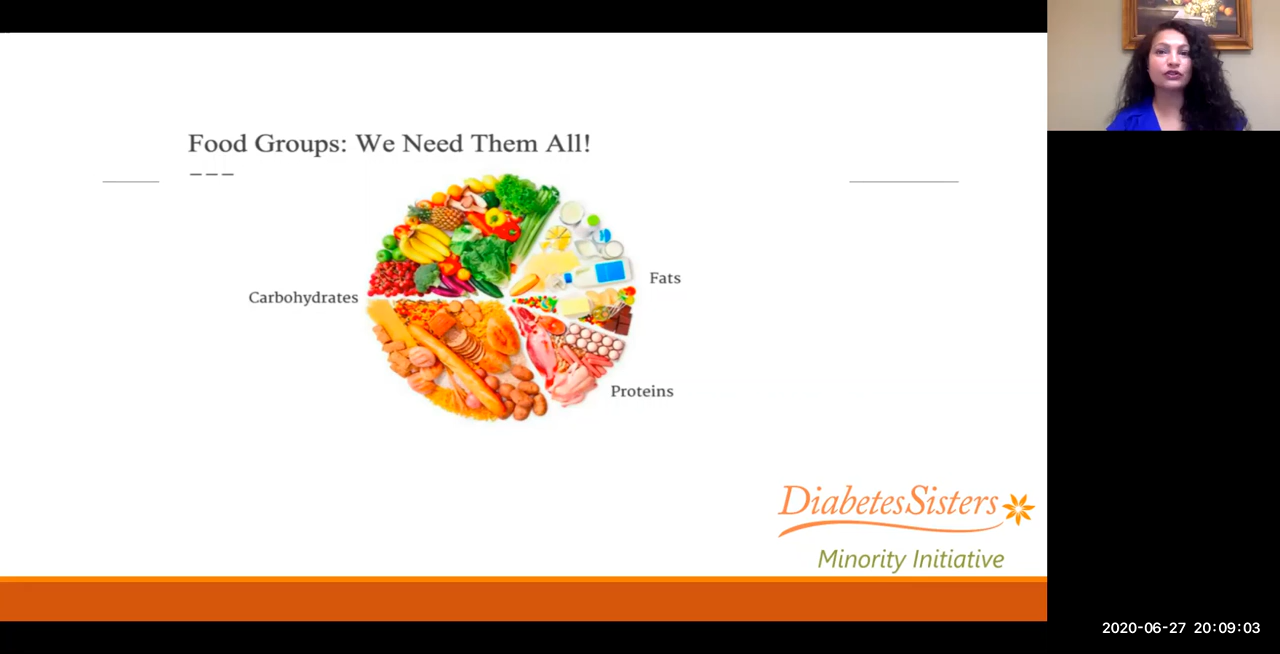 Food Groups: We Need Them All!
Carbohydrates
Fats
Proteins
DiabetesSisters
Minority Initiative
2020-06-27 20:09:03